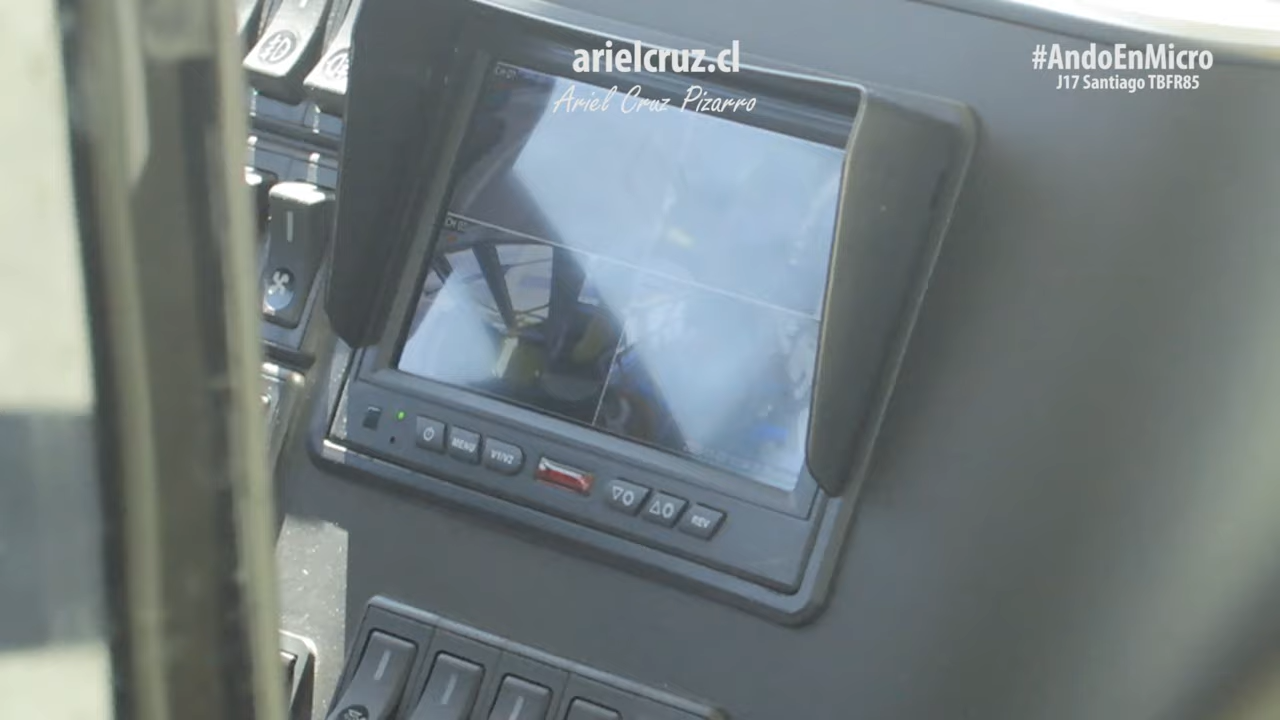 arielcruz.cl
Ariel Cruz Pizarro
#AndoEnMicro
J17 Santiago TBFR85
MENU
V1/V2
REV